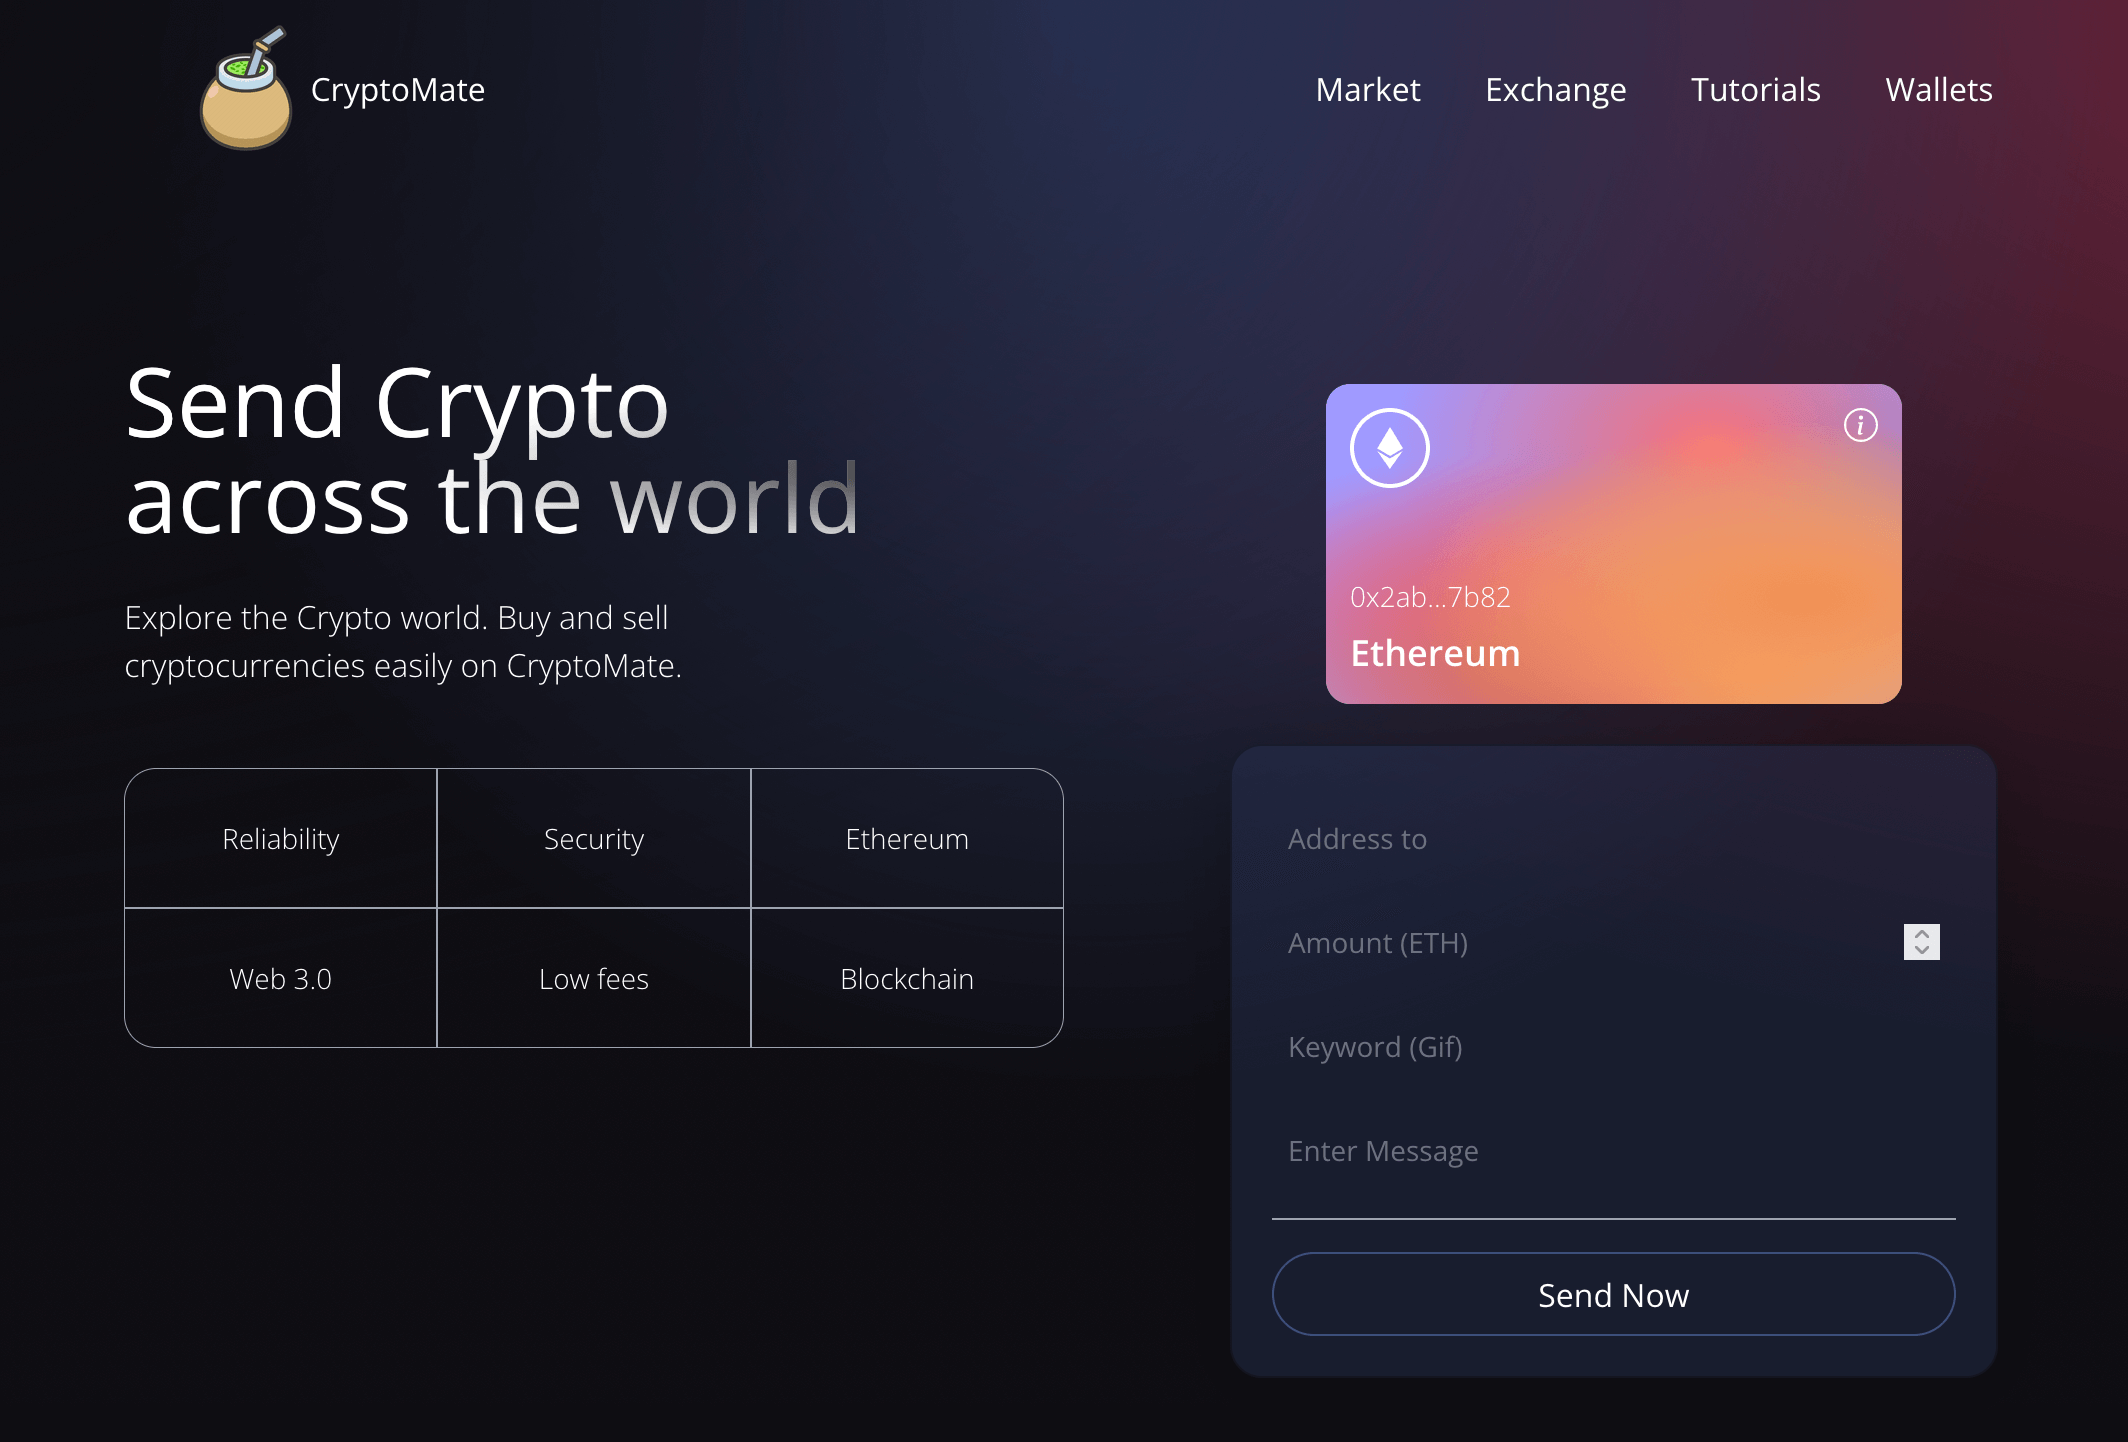 CryptoMate
Market
Exchange
Tutorials
Wallets
Send Crypto
across the world
Explore the Crypto world. Buy and sell
cryptocurrencies easily on CryptoMate.
Reliability
Security
Ethereum
Web 3.0
Low fees
Blockchain
i
0x2ab...7b82
Ethereum
Address to
Amount (ETH)
Keyword (Gif)
Enter Message
Send Now